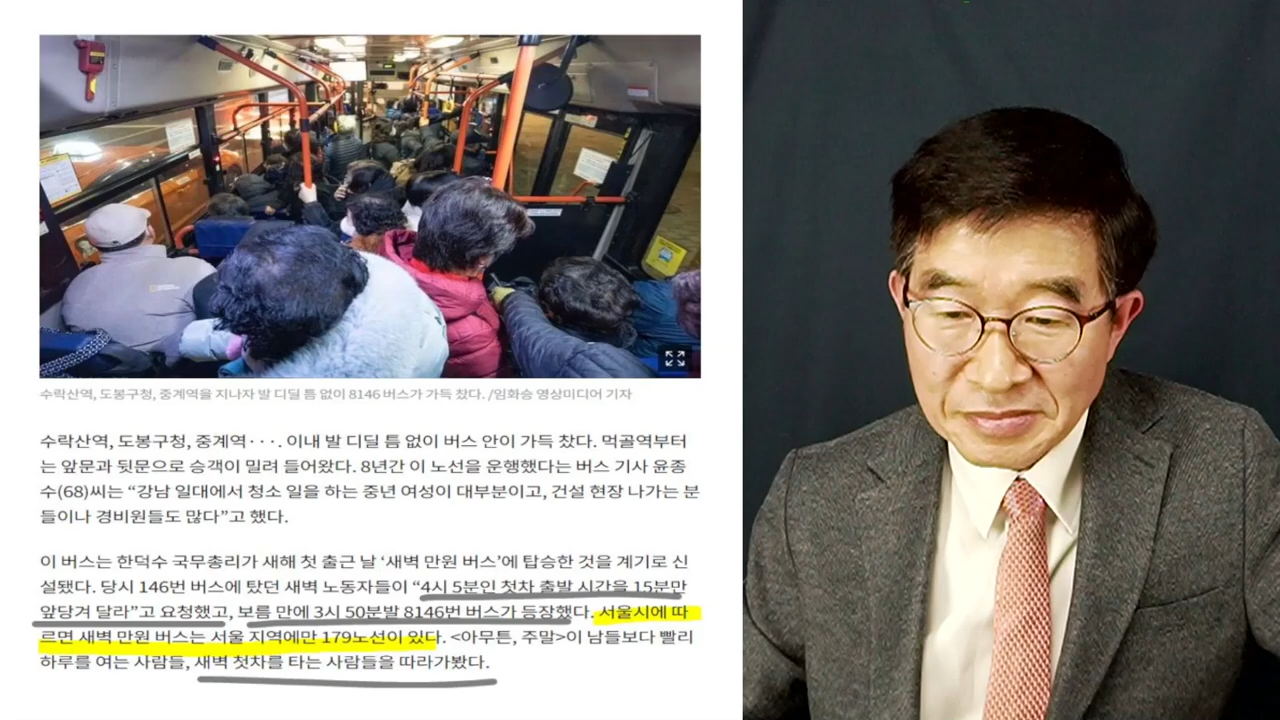 수락산역, 도봉구청, 중계역을 지나자 발 디딜 틈 없이 8146 버스가 가득 찼다. /임화승 영상미디어 기자
수락산역, 도봉구청, 중계역···. 이내 발 디딜 틈 없이 버스 안이 가득 찼다. 먹골역부터
는 앞문과 뒷문으로 승객이 밀려 들어왔다. 8년간 이 노선을 운행했다는 버스 기사 윤종
수(68)씨는 “강남 일대에서 청소 일을 하는 중년 여성이 대부분이고, 건설 현장 나가는 분
들이나 경비원들도 많다”고 했다.
이 버스는 한덕수 국무총리가 새해 첫 출근 날 ‘새벽 만원 버스’에 탑승한 것을 계기로 신
설됐다. 당시 146번 버스에 탔던 새벽 노동자들이 “4시 5분인 첫차 출발 시간을 15분만
앞당겨 달라”고 요청했고, 보름 만에 3시 50분발 8146번 버스가 등장했다. 서울시에 따
르면 새벽 만원 버스는 서울 지역에만 179노선이 있다. <아무튼, 주말>이 남들보다 빨리
하루를 여는 사람들, 새벽 첫차를 타는 사람들을 따라가봤다.